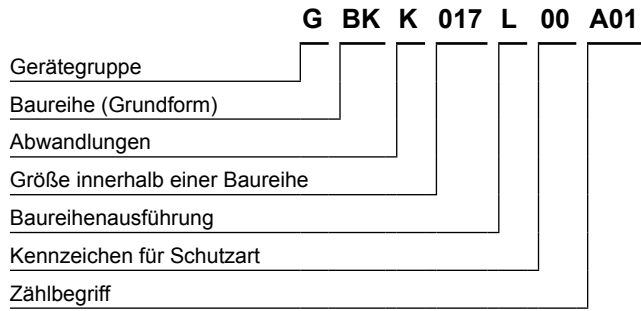 G BK K 017 L 00 A01
Gerätegruppe
Baureihe (Grundform)
Abwandlungen
Größe innerhalb einer Baureihe
Baureihenausführung
Kennzeichen für Schutzart
Zählbegriff